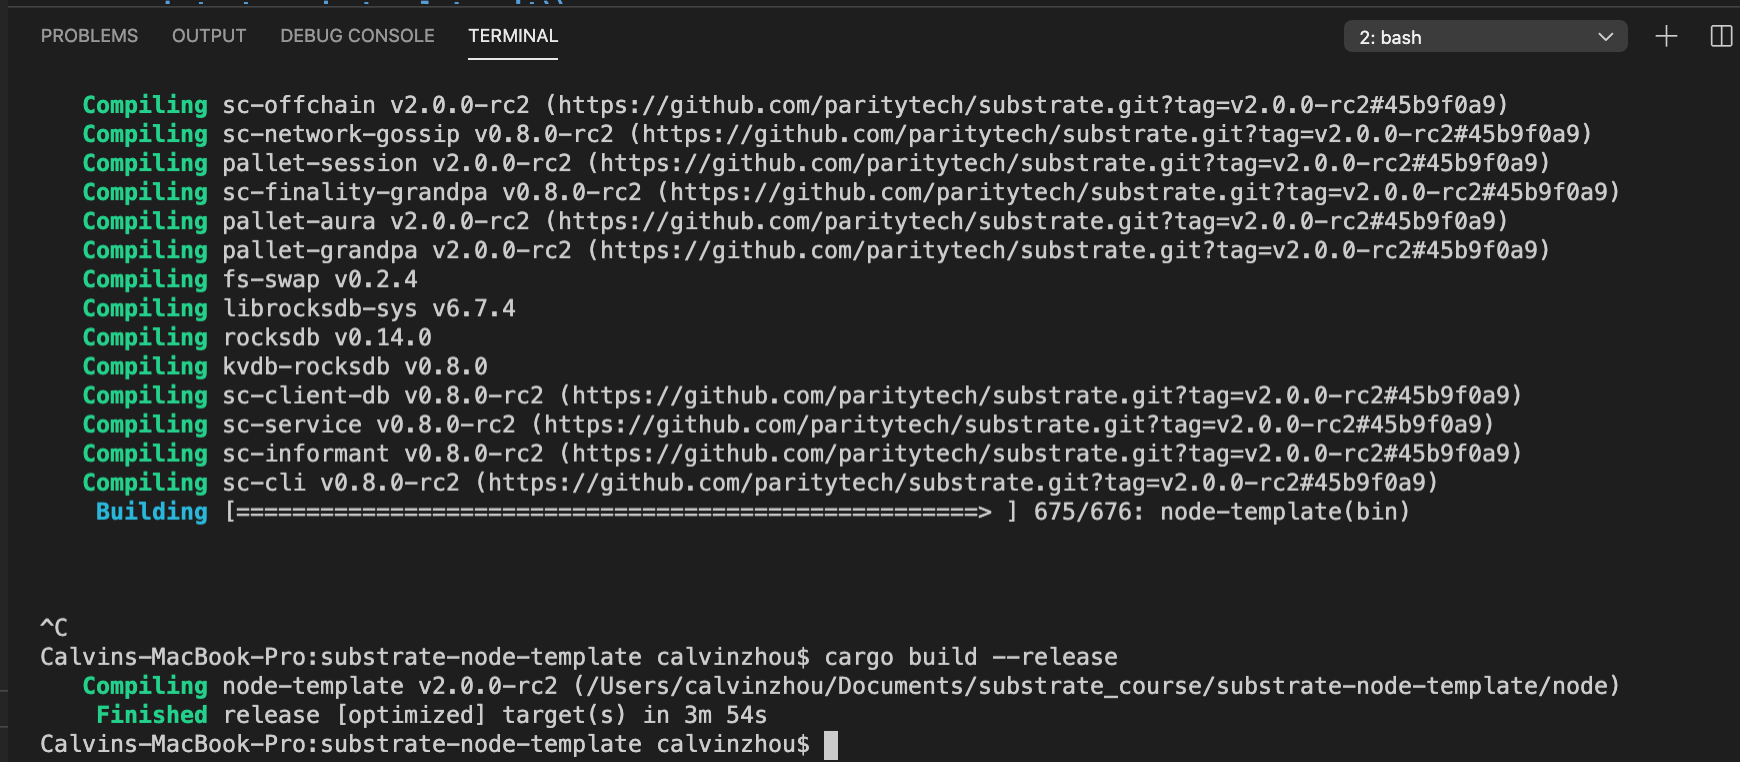 PROBLEMS OUTPUT DEBUG CONSOLE TERMINAL 2: bash
Compiling sc-offchain v2.0.0-rc2 (https://github.com/paritytech/substrate.git?tag=v2.0.0-rc2#45b9f0a9)
Compiling sc-network-gossip v0.8.0-rc2 (https://github.com/paritytech/substrate.git?tag=v2.0.0-rc2#45b9f0a9)
Compiling pallet-session v2.0.0-rc2 (https://github.com/paritytech/substrate.git?tag=v2.0.0-rc2#45b9f0a9)
Compiling sc-finality-grandpa v0.8.0-rc2 (https://github.com/paritytech/substrate.git?tag=v2.0.0-rc2#45b9f0a9)
Compiling pallet-aura v2.0.0-rc2 (https://github.com/paritytech/substrate.git?tag=v2.0.0-rc2#45b9f0a9)
Compiling pallet-grandpa v2.0.0-rc2 (https://github.com/paritytech/substrate.git?tag=v2.0.0-rc2#45b9f0a9)
Compiling fs-swap v0.2.4
Compiling librocksdb-sys v6.7.4
Compiling rocksdb v0.14.0
Compiling kvdb-rocksdb v0.8.0
Compiling sc-client-db v0.8.0-rc2 (https://github.com/paritytech/substrate.git?tag=v2.0.0-rc2#45b9f0a9)
Compiling sc-service v0.8.0-rc2 (https://github.com/paritytech/substrate.git?tag=v2.0.0-rc2#45b9f0a9)
Compiling sc-informant v0.8.0-rc2 (https://github.com/paritytech/substrate.git?tag=v2.0.0-rc2#45b9f0a9)
Compiling sc-cli v0.8.0-rc2 (https://github.com/paritytech/substrate.git?tag=v2.0.0-rc2#45b9f0a9)
Building [=====================================================> ] 675/676: node-template(bin)
^C
Calvins-MacBook-Pro:substrate-node-template calvinzhou$ cargo build --release
Compiling node-template v2.0.0-rc2 (/Users/calvinzhou/Documents/substrate_course/substrate-node-template/node)
Finished release [optimized] target(s) in 3m 54s
Calvins-MacBook-Pro:substrate-node-template calvinzhou$